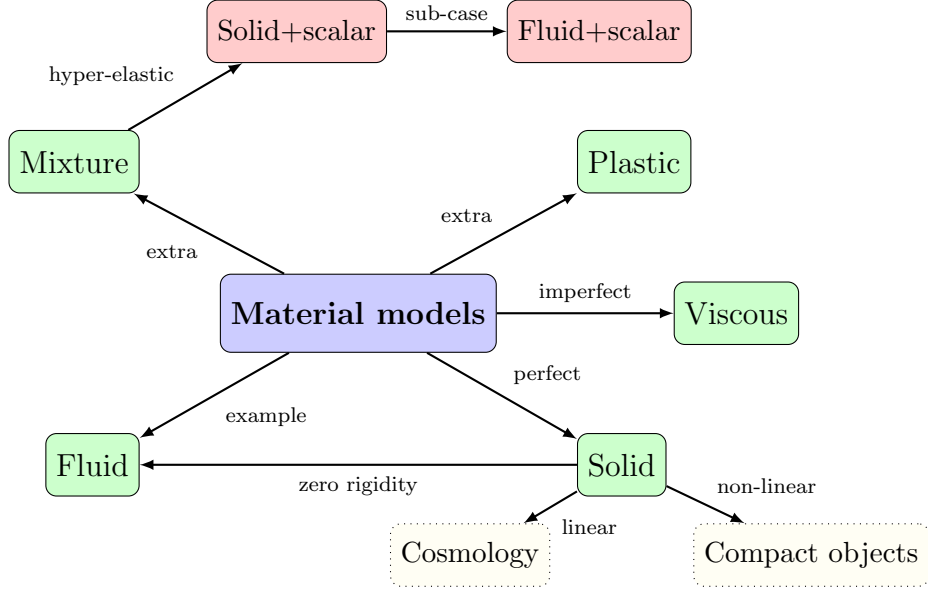 sub-case
Solid+scalar
Fluid+scalar
hyper-elastic
Mixture
Plastic
extra
extra
imperfect
Material models
Viscous
perfect
example
Fluid
Solid
zero rigidity
non-linear
linear
Cosmology
Compact objects